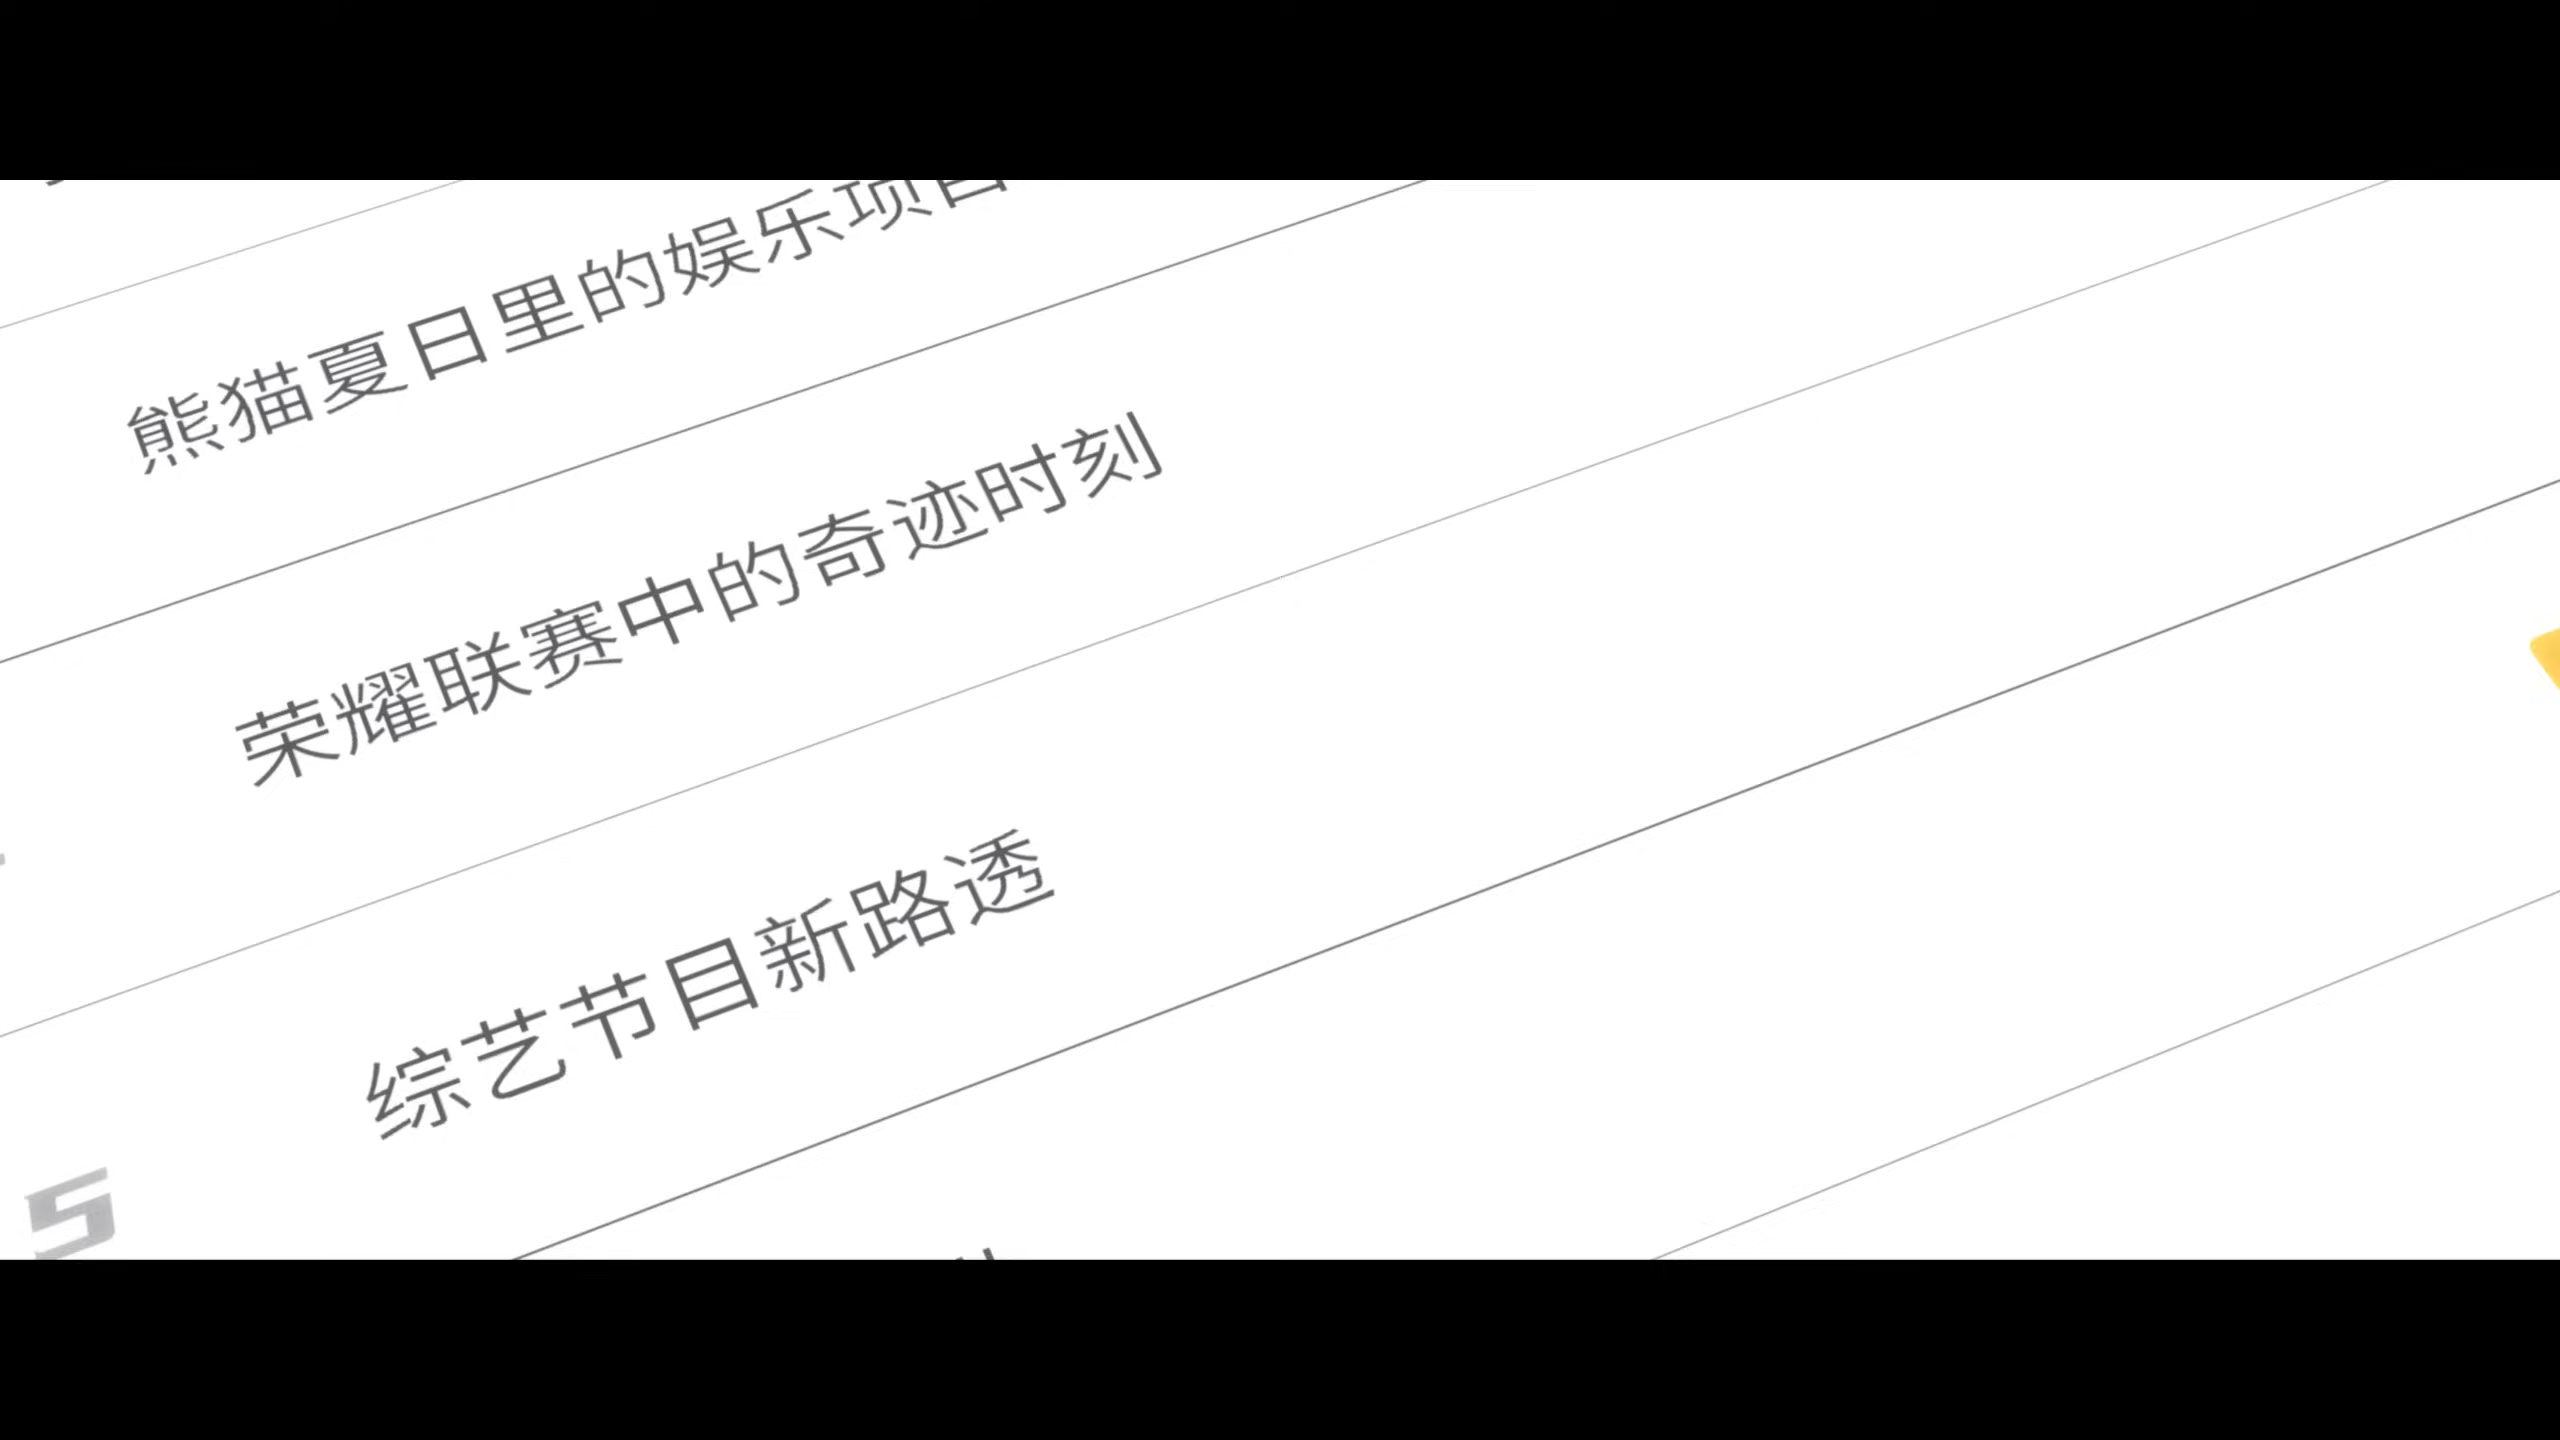 熊猫夏日里的娱乐项目
荣耀联赛中的奇迹时刻
5 综艺节目新路透